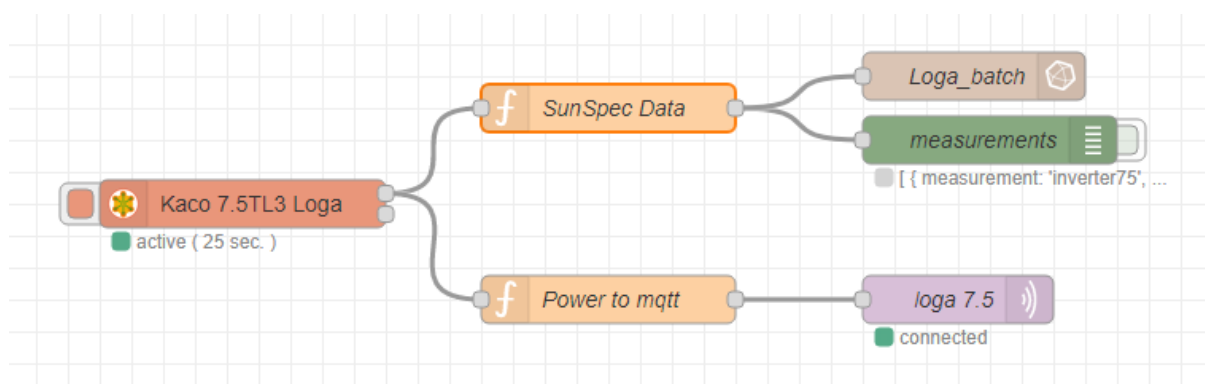 Loga_batch
SunSpec Data
measurements
[ { measurement: 'inverter75', ...
Kaco 7.5TL3 Loga
active ( 25 sec. )
Power to mqtt
loga 7.5
connected